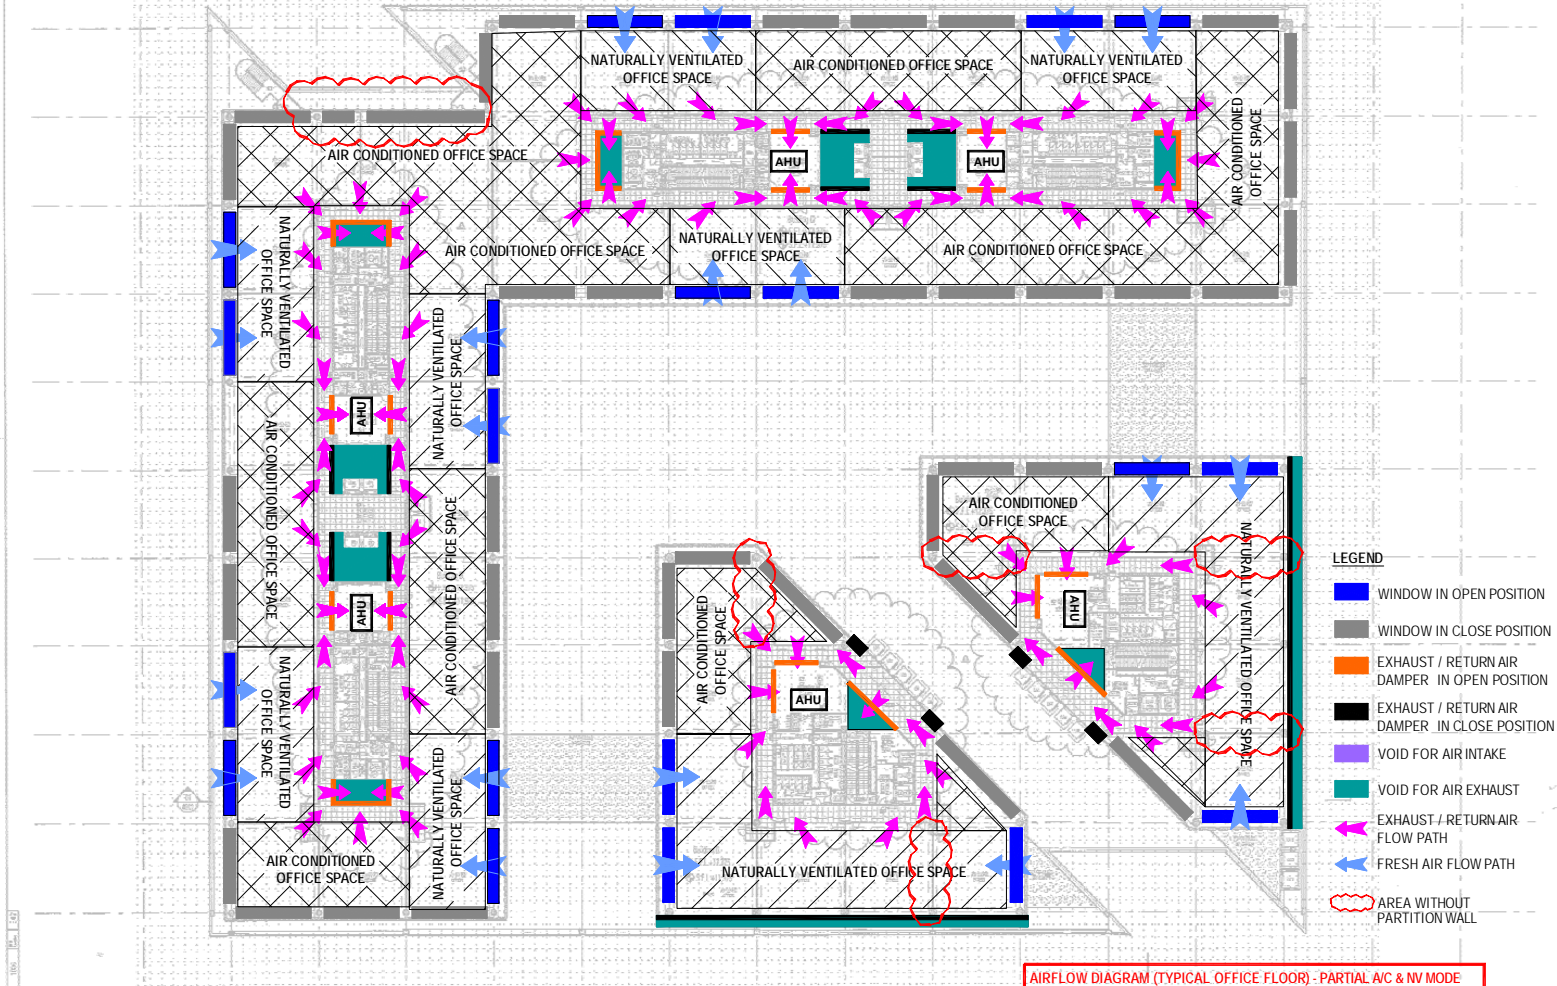 NATURALLY VENTILATED
OFFICE SPACE
AIR CONDITIONED OFFICE SPACE
NATURALLY VENTILATED
OFFICE SPACE
AIR CONDITIONED
OFFICE SPACE
AIR CONDITIONED OFFICE SPACE
AHU
AHU
AIR CONDITIONED OFFICE SPACE
NATURALLY VENTILATED
OFFICE SPACE
AIR CONDITIONED OFFICE SPACE
NATURALLY VENTILATED
OFFICE SPACE
NATURALLY VENTILATED
OFFICE SPACE
AHU
AIR CONDITIONED OFFICE SPACE
AIR CONDITIONED OFFICE SPACE
AHU
NATURALLY VENTILATED
OFFICE SPACE
NATURALLY VENTILATED
OFFICE SPACE
AIR CONDITIONED
OFFICE SPACE
AIR CONDITIONED
OFFICE SPACE
AHU
NATURALLY VENTILATED OFFICE SPACE
AIR CONDITIONED
OFFICE SPACE
AHU
NATURALLY VENTILATED OFFICE SPACE
LEGEND
WINDOW IN OPEN POSITION
WINDOW IN CLOSE POSITION
EXHAUST / RETURN AIR
DAMPER IN OPEN POSITION
EXHAUST / RETURN AIR
DAMPER IN CLOSE POSITION
VOID FOR AIR INTAKE
VOID FOR AIR EXHAUST
EXHAUST / RETURN AIR
FLOW PATH
FRESH AIR FLOW PATH
AREA WITHOUT
PARTITION WALL
AIRFLOW DIAGRAM (TYPICAL OFFICE FLOOR) - PARTIAL A/C & NV MODE